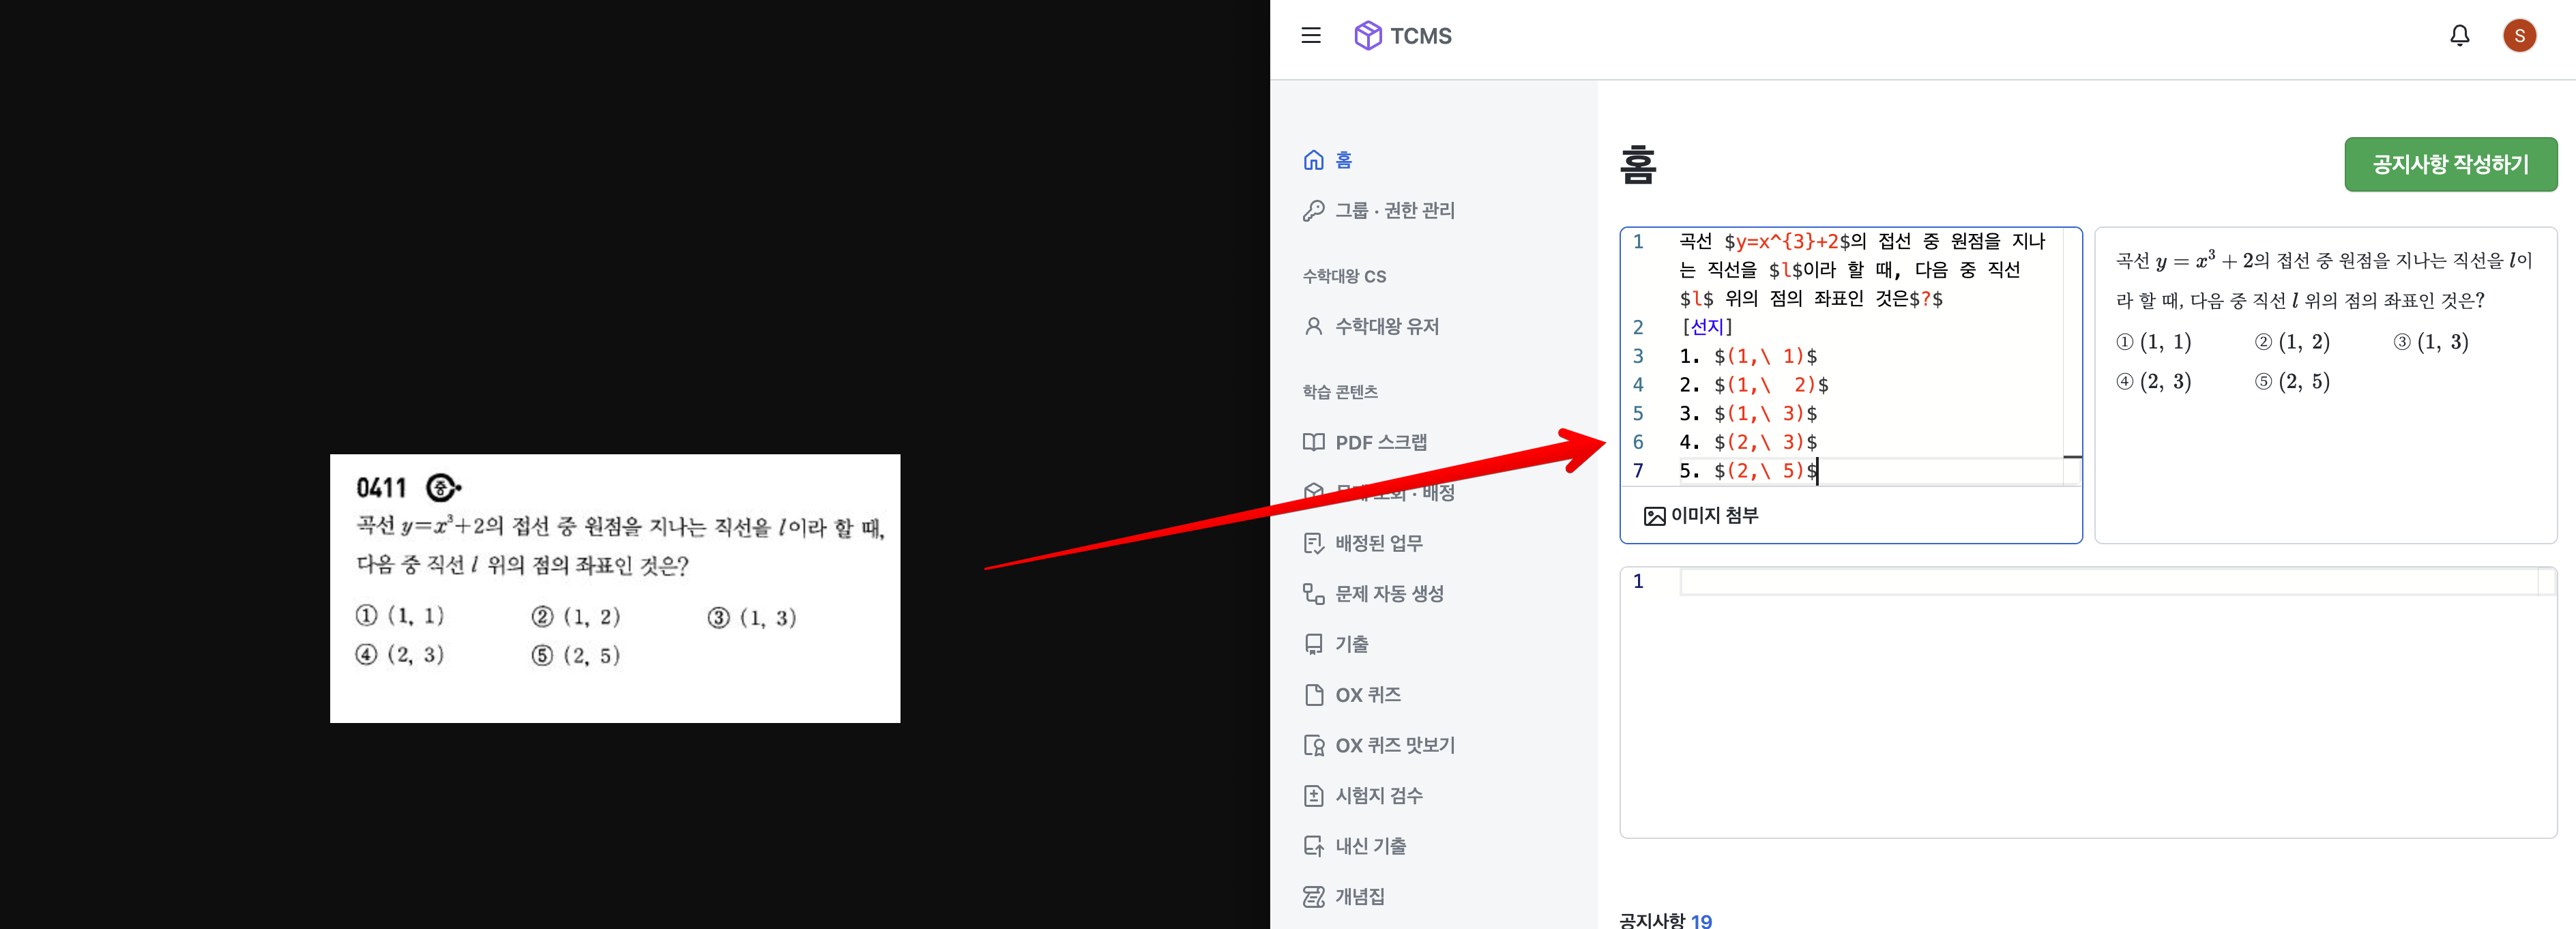 0411 중
곡선 y=x³+2의 접선 중 원점을 지나는 직선을 l이라 할 때,
다음 중 직선 l 위의 점의 좌표인 것은?
① (1, 1) ② (1, 2) ③ (1, 3)
④ (2, 3) ⑤ (2, 5)
TCMS
S
홈
그룹 · 권한 관리
수학대왕 CS
수학대왕 유저
학습 콘텐츠
PDF 스크랩
문제 조회 · 배정
배정된 업무
문제 자동 생성
기출
OX 퀴즈
OX 퀴즈 맛보기
시험지 검수
내신 기출
개념집
홈
공지사항 작성하기
1 곡선 $y=x^{3}+2$의 접선 중 원점을 지나
는 직선을 $l$이라 할 때, 다음 중 직선
$l$ 위의 점의 좌표인 것은$?$
2 [선지]
3 1. $(1,\ 1)$
4 2. $(1,\  2)$
5 3. $(1,\ 3)$
6 4. $(2,\ 3)$
7 5. $(2,\ 5)$
이미지 첨부
곡선 y = x³ + 2의 접선 중 원점을 지나는 직선을 l이
라 할 때, 다음 중 직선 l 위의 점의 좌표인 것은?
① (1, 1) ② (1, 2) ③ (1, 3)
④ (2, 3) ⑤ (2, 5)
1
공지사항 19